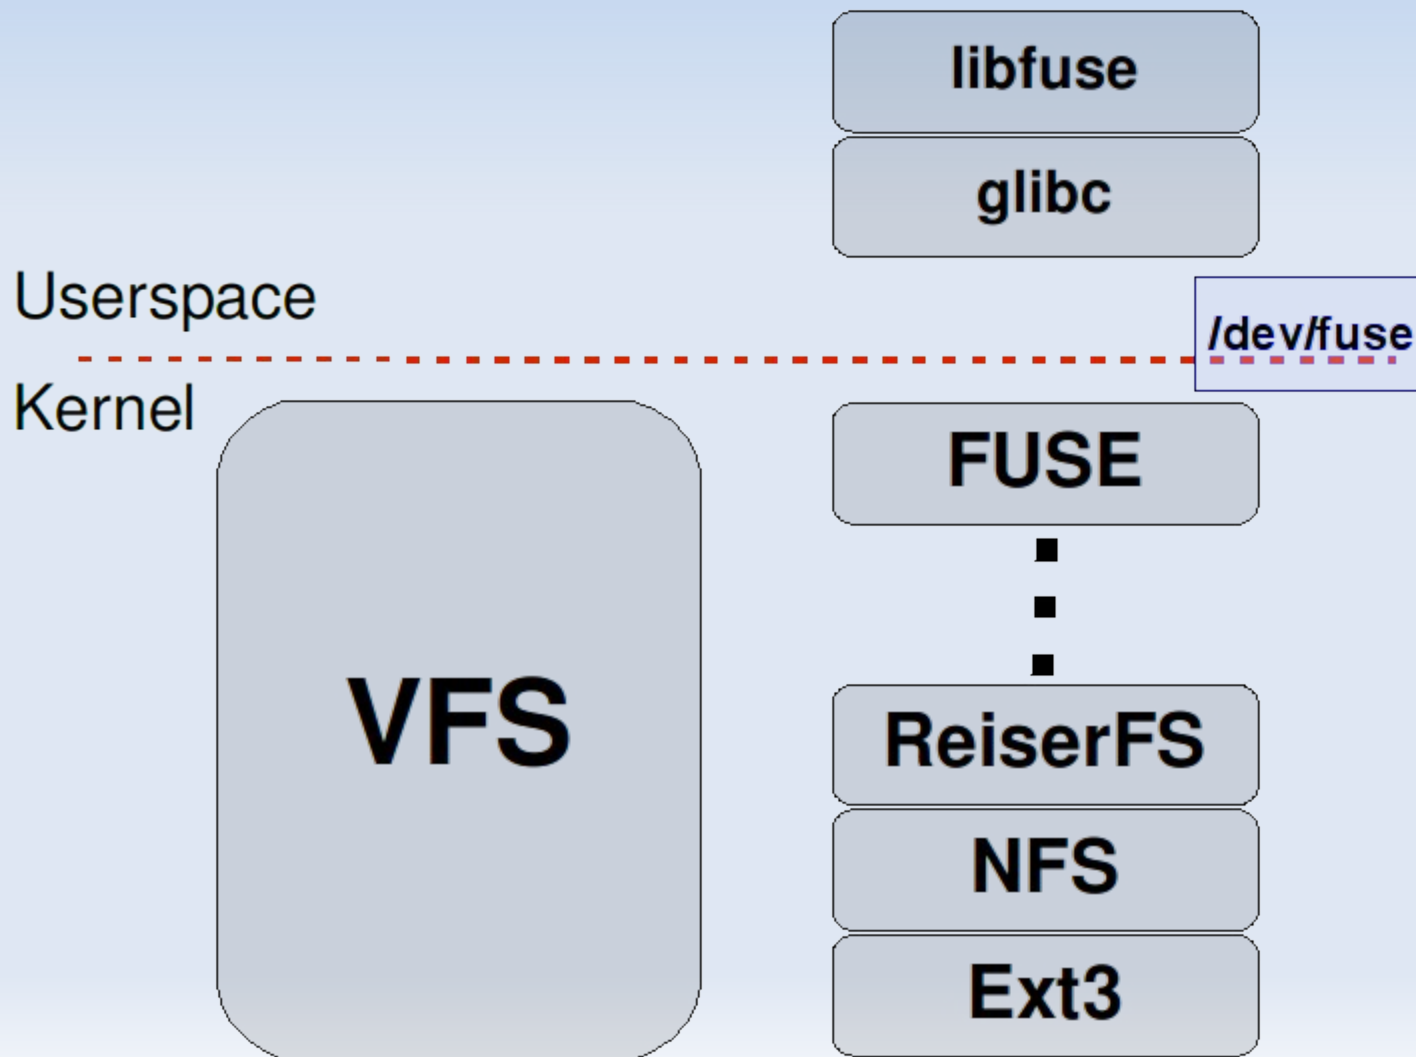 libfuse
glibc
Userspace
/dev/fuse
Kernel
FUSE
VFS
ReiserFS
NFS
Ext3